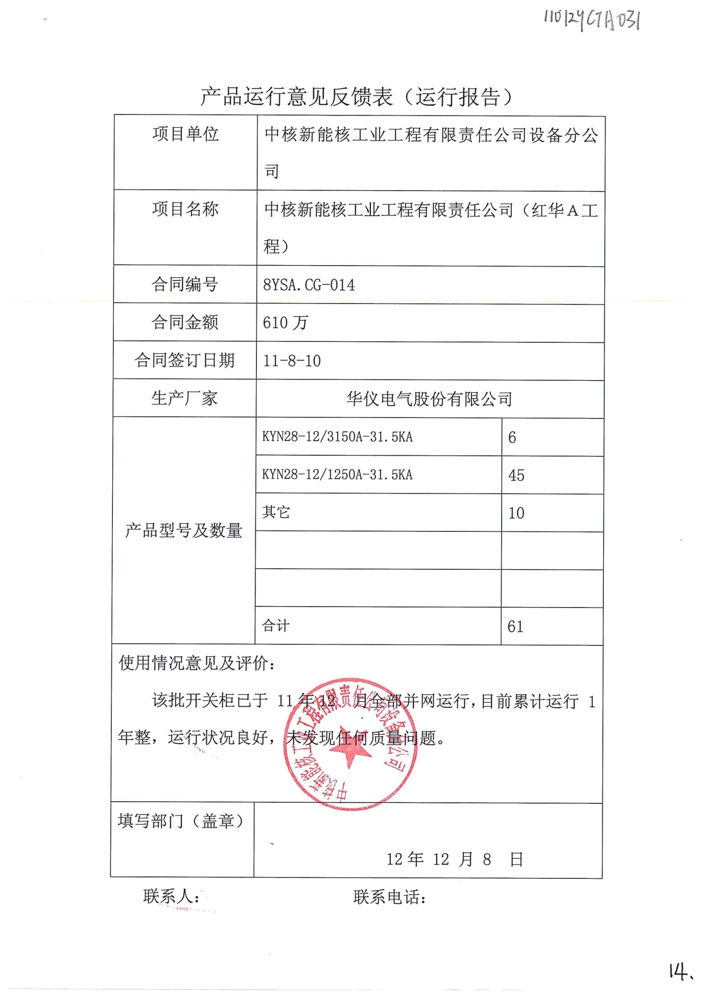 110124CGA031
产品运行意见反馈表（运行报告）
项目单位
中核新能核工业工程有限责任公司设备分公
司
项目名称
中核新能核工业工程有限责任公司（红华A工
程）
合同编号
8YSA.CG-014
合同金额
610 万
合同签订日期
11-8-10
生产厂家
华仪电气股份有限公司
产品型号及数量
KYN28-12/3150A-31.5KA
6
KYN28-12/1250A-31.5KA
45
其它
10
合计
61
使用情况意见及评价：
该批开关柜已于 11 年 12 月全部并网运行，目前累计运行 1
年整，运行状况良好，未发现任何质量问题。
中核新能核工业工程有限责任公司设备分公司
填写部门（盖章）
12 年 12 月 8 日
联系人：
联系电话：
14、